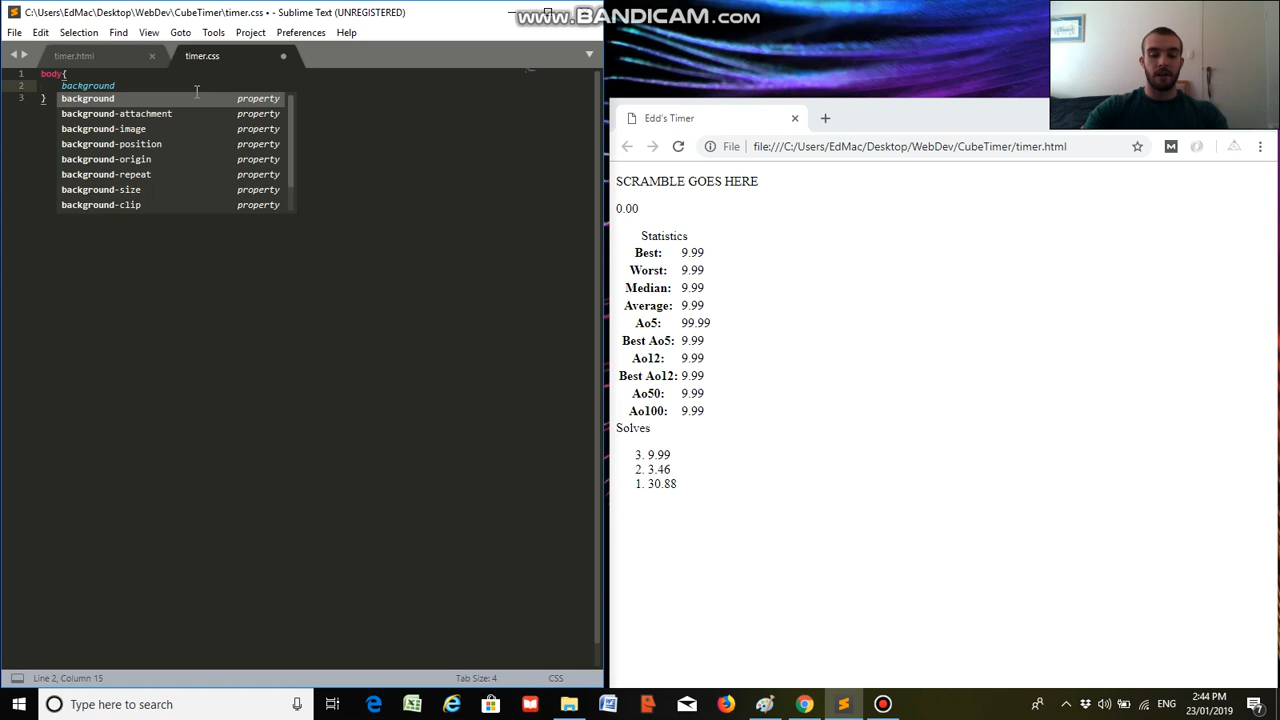 C:\Users\EdMac\Desktop\WebDev\CubeTimer\timer.css • - Sublime Text (UNREGISTERED)
www.BANDICAM.com
File Edit Selection Find View Goto Tools Project Preferences Help
timer.html
timer.css
1 body{
2 background
3 }
background property
background-attachment property
background-image property
background-position property
background-origin property
background-repeat property
background-size property
background-clip property
Line 2, Column 15
Tab Size: 4
CSS
Edd's Timer
File file:///C:/Users/EdMac/Desktop/WebDev/CubeTimer/timer.html
SCRAMBLE GOES HERE
0.00
Statistics
Best: 9.99
Worst: 9.99
Median: 9.99
Average: 9.99
Ao5: 99.99
Best Ao5: 9.99
Ao12: 9.99
Best Ao12: 9.99
Ao50: 9.99
Ao100: 9.99
Solves
3. 9.99
2. 3.46
1. 30.88
Type here to search
ENG
2:44 PM
23/01/2019